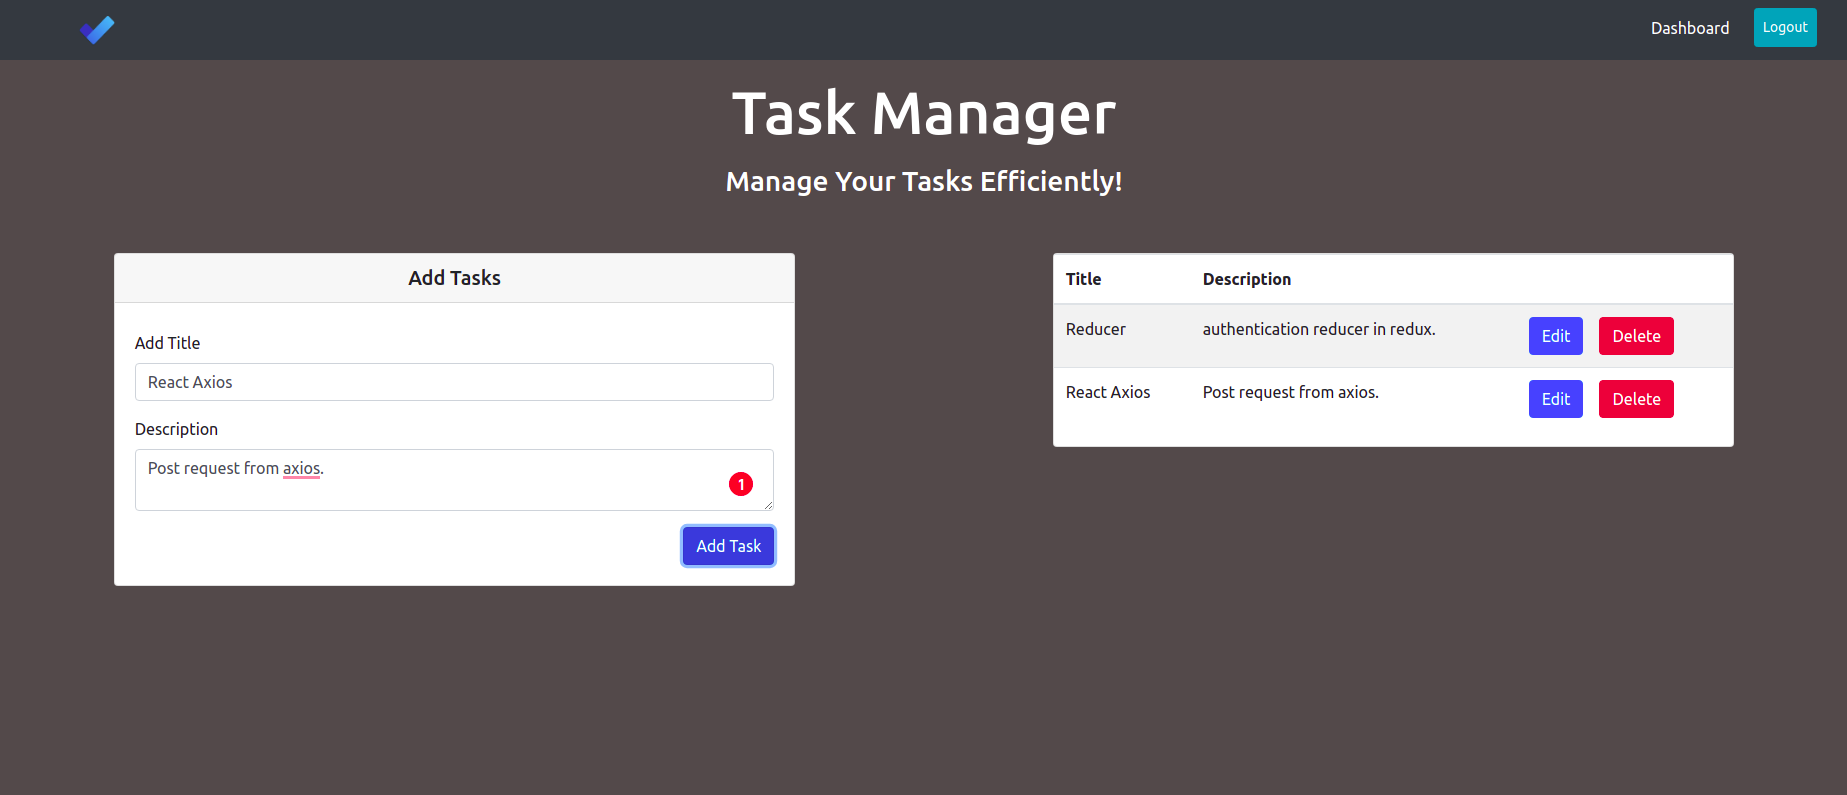 Dashboard Logout
Task Manager
Manage Your Tasks Efficiently!
Add Tasks
Add Title
React Axios
Description
Post request from axios.
1
Add Task
Title Description
Reducer authentication reducer in redux. Edit Delete
React Axios Post request from axios. Edit Delete